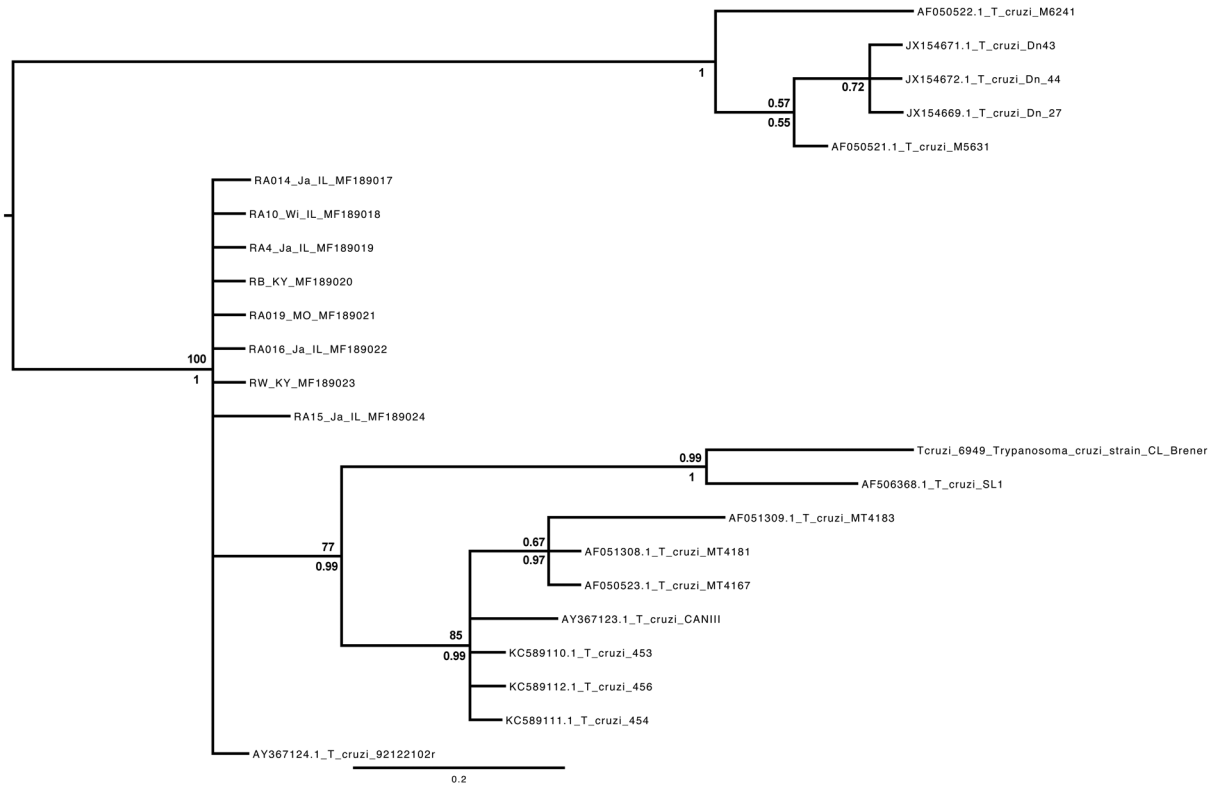 AF050522.1_T_cruzi_M6241
JX154671.1_T_cruzi_Dn43
1
JX154672.1_T_cruzi_Dn_44
0.72
0.57
JX154669.1_T_cruzi_Dn_27
0.55
AF050521.1_T_cruzi_M5631
RA014_Ja_IL_MF189017
RA10_Wi_IL_MF189018
RA4_Ja_IL_MF189019
RB_KY_MF189020
RA019_MO_MF189021
RA016_Ja_IL_MF189022
100
1
RW_KY_MF189023
RA15_Ja_IL_MF189024
Tcruzi_6949_Trypanosoma_cruzi_strain_CL_Brener
0.99
1
AF506368.1_T_cruzi_SL1
AF051309.1_T_cruzi_MT4183
0.67
77
AF051308.1_T_cruzi_MT4181
0.97
0.99
AF050523.1_T_cruzi_MT4167
AY367123.1_T_cruzi_CANIII
85
KC589110.1_T_cruzi_453
0.99
KC589112.1_T_cruzi_456
KC589111.1_T_cruzi_454
AY367124.1_T_cruzi_92122102r
0.2